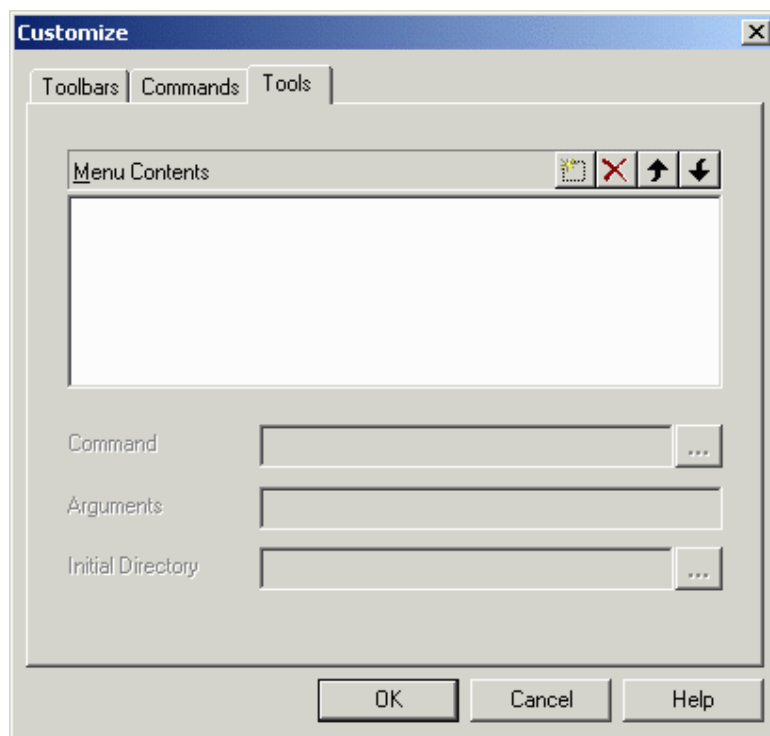 Customize
Toolbars Commands Tools
Menu Contents
Command ...
Arguments
Initial Directory ...
OK Cancel Help